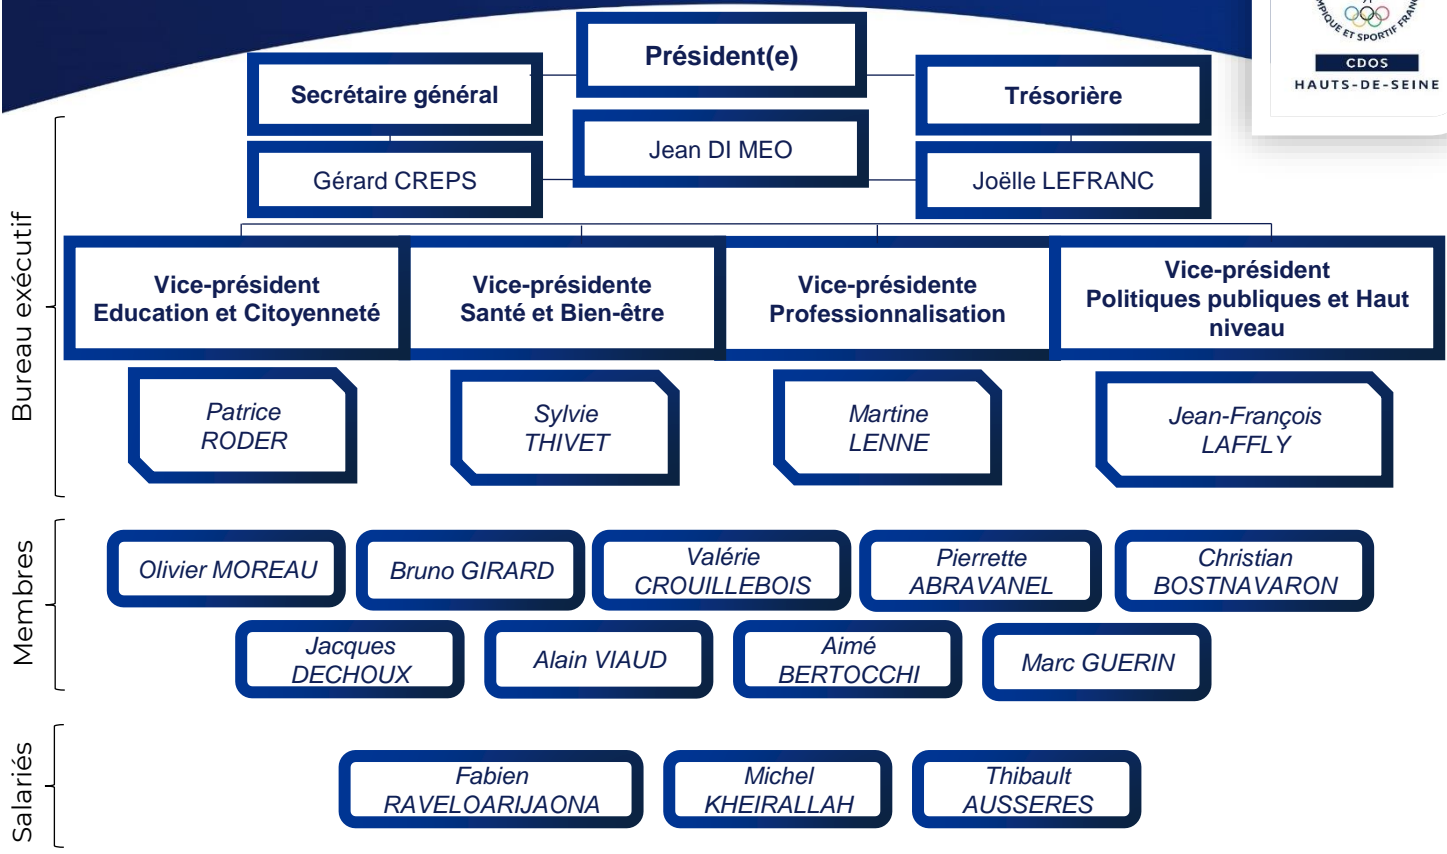 ET SPORTIF
CDOS
HAUTS-DE-SEINE
Président(e)
Secrétaire général
Trésorière
Jean DI MEO
Gérard CREPS
Joëlle LEFRANC
Bureau exécutif
Vice-président
Education et Citoyenneté
Vice-présidente
Santé et Bien-être
Vice-présidente
Professionnalisation
Vice-président
Politiques publiques et Haut
niveau
Patrice
RODER
Sylvie
THIVET
Martine
LENNE
Jean-François
LAFFLY
Membres
Olivier MOREAU
Bruno GIRARD
Valérie
CROUILLEBOIS
Pierrette
ABRAVANEL
Christian
BOSTNAVARON
Jacques
DECHOUX
Alain VIAUD
Aimé
BERTOCCHI
Marc GUERIN
Salariés
Fabien
RAVELOARIJAONA
Michel
KHEIRALLAH
Thibault
AUSSERES